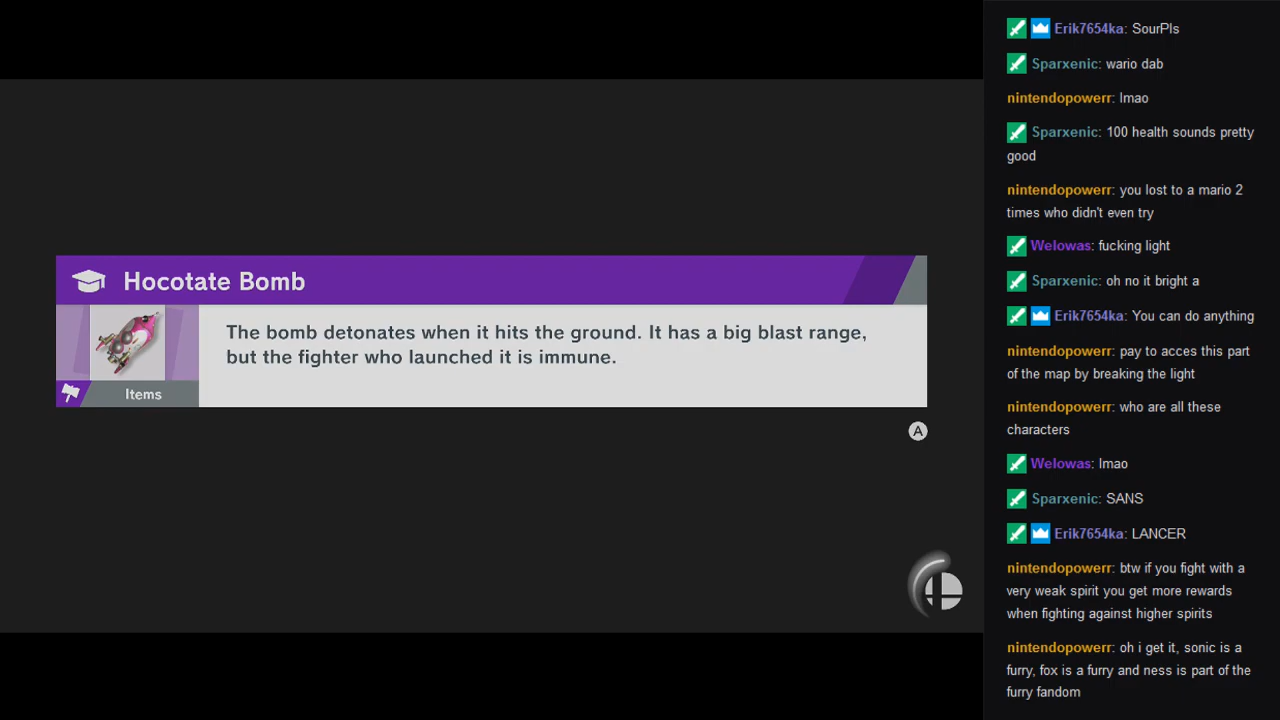 Hocotate Bomb
The bomb detonates when it hits the ground. It has a big blast range,
but the fighter who launched it is immune.
Items
A
Erik7654ka: SourPls
Sparxenic: wario dab
nintendopowerr: lmao
Sparxenic: 100 health sounds pretty
good
nintendopowerr: you lost to a mario 2
times who didn't even try
Welowas: fucking light
Sparxenic: oh no it bright a
Erik7654ka: You can do anything
nintendopowerr: pay to acces this part
of the map by breaking the light
nintendopowerr: who are all these
characters
Welowas: lmao
Sparxenic: SANS
Erik7654ka: LANCER
nintendopowerr: btw if you fight with a
very weak spirit you get more rewards
when fighting against higher spirits
nintendopowerr: oh i get it, sonic is a
furry, fox is a furry and ness is part of the
furry fandom